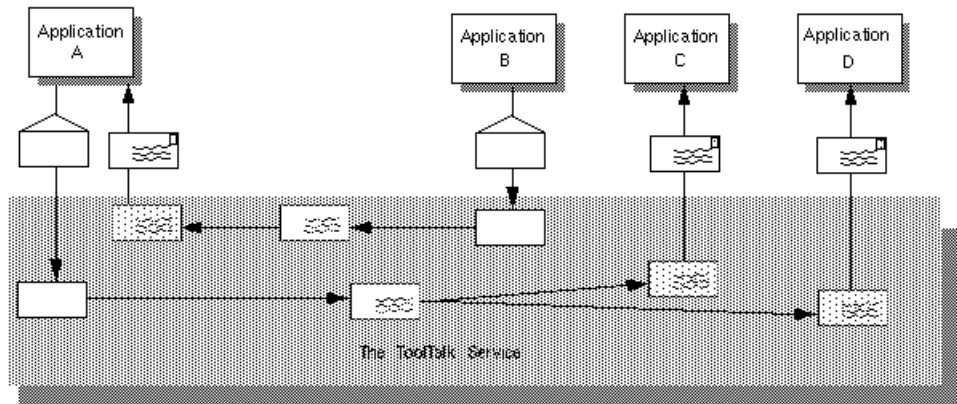 Application
A
Application
B
Application
C
Application
D
The ToolTalk Service